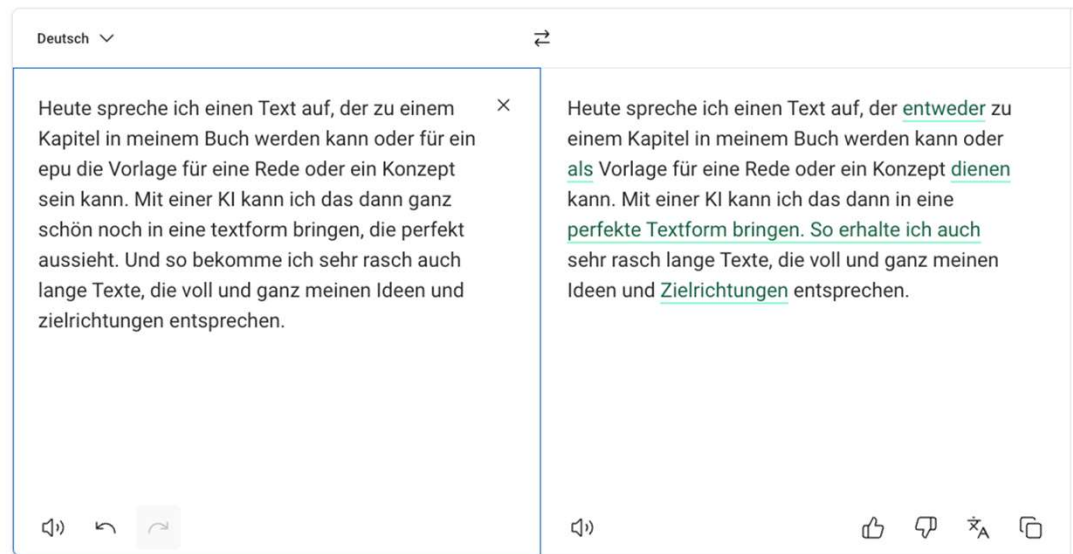 Deutsch
Heute spreche ich einen Text auf, der zu einem
Kapitel in meinem Buch werden kann oder für ein
epu die Vorlage für eine Rede oder ein Konzept
sein kann. Mit einer KI kann ich das dann ganz
schön noch in eine textform bringen, die perfekt
aussieht. Und so bekomme ich sehr rasch auch
lange Texte, die voll und ganz meinen Ideen und
zielrichtungen entsprechen.
Heute spreche ich einen Text auf, der entweder zu
einem Kapitel in meinem Buch werden kann oder
als Vorlage für eine Rede oder ein Konzept dienen
kann. Mit einer KI kann ich das dann in eine
perfekte Textform bringen. So erhalte ich auch
sehr rasch lange Texte, die voll und ganz meinen
Ideen und Zielrichtungen entsprechen.